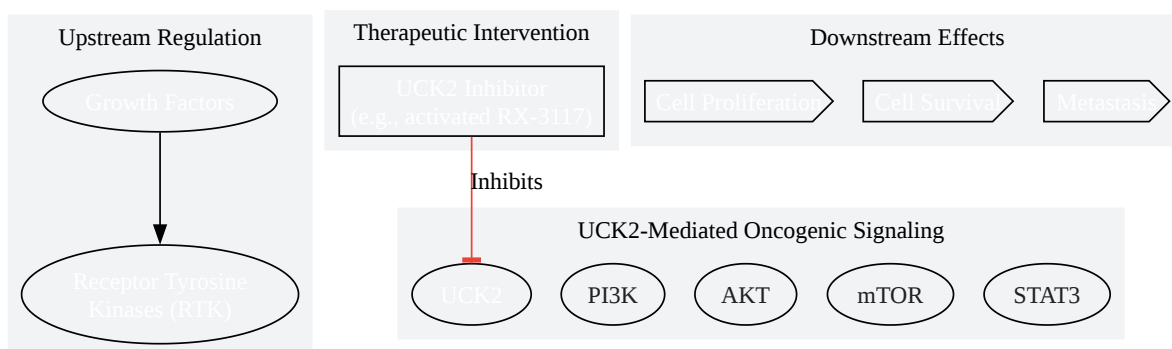 Upstream Regulation
Growth Factors
Receptor Tyrosine
Kinases (RTK)
Therapeutic Intervention
UCK2 Inhibitor
(e.g., activated RX-3117)
Inhibits
Downstream Effects
Cell Proliferation
Cell Survival
Metastasis
UCK2-Mediated Oncogenic Signaling
UCK2
PI3K
AKT
mTOR
STAT3